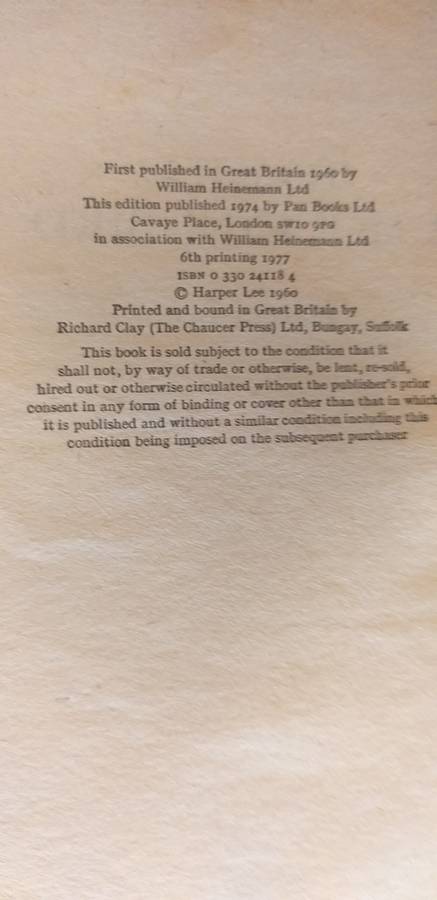 First published in Great Britain 1960 by
William Heinemann Ltd
This edition published 1974 by Pan Books Ltd
Cavaye Place, London SW10 9PG
in association with William Heinemann Ltd
6th printing 1977
ISBN 0 330 24118 4
© Harper Lee 1960
Printed and bound in Great Britain by
Richard Clay (The Chaucer Press) Ltd, Bungay, Suffolk
This book is sold subject to the condition that it
shall not, by way of trade or otherwise, be lent, re-sold,
hired out or otherwise circulated without the publisher's prior
consent in any form of binding or cover other than that in which
it is published and without a similar condition including this
condition being imposed on the subsequent purchaser